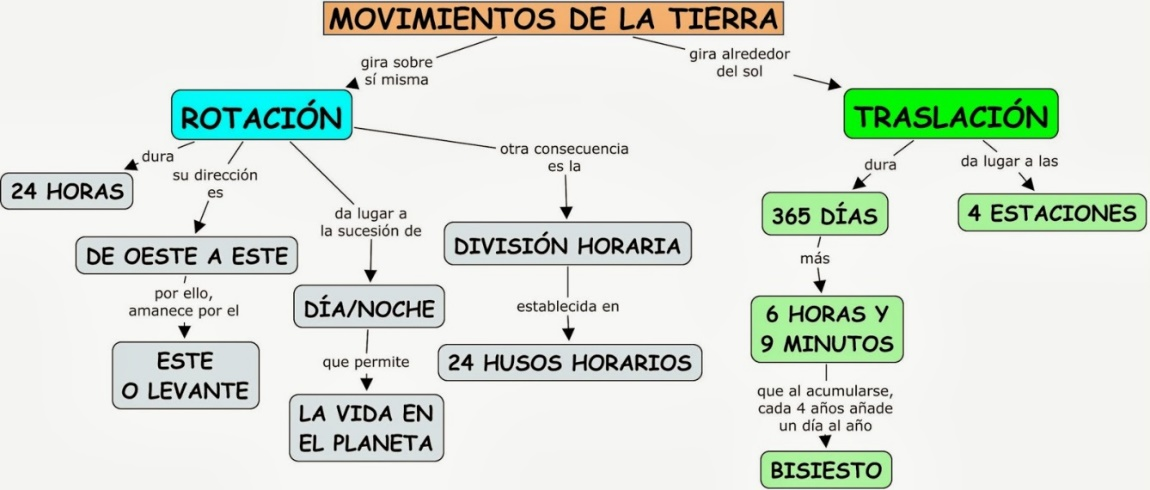 MOVIMIENTOS DE LA TIERRA
gira sobre
sí misma
ROTACIÓN
dura
24 HORAS
su dirección
es
DE OESTE A ESTE
por ello,
amanece por el
ESTE
O LEVANTE
da lugar a
la sucesión de
DÍA/NOCHE
que permite
LA VIDA EN
EL PLANETA
otra consecuencia
es la
DIVISIÓN HORARIA
establecida en
24 HUSOS HORARIOS
gira alrededor
del sol
TRASLACIÓN
dura
365 DÍAS
más
6 HORAS Y
9 MINUTOS
que al acumularse,
cada 4 años añade
un día al año
BISIESTO
da lugar a las
4 ESTACIONES